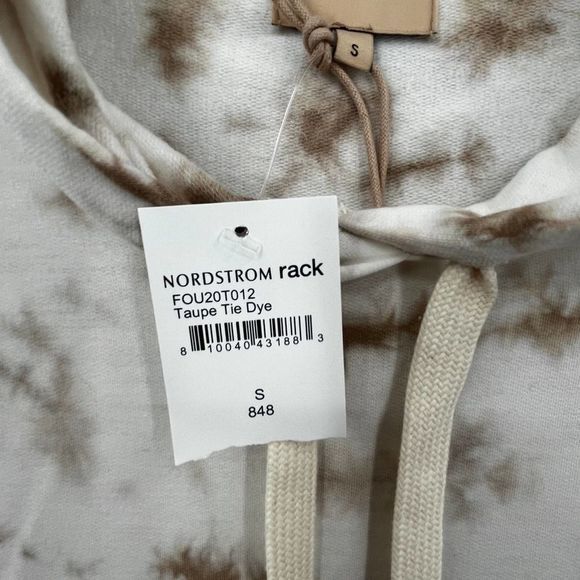 S
NORDSTROM rack
FOU20T012
Taupe Tie Dye
8 10040 43188 3
S
848